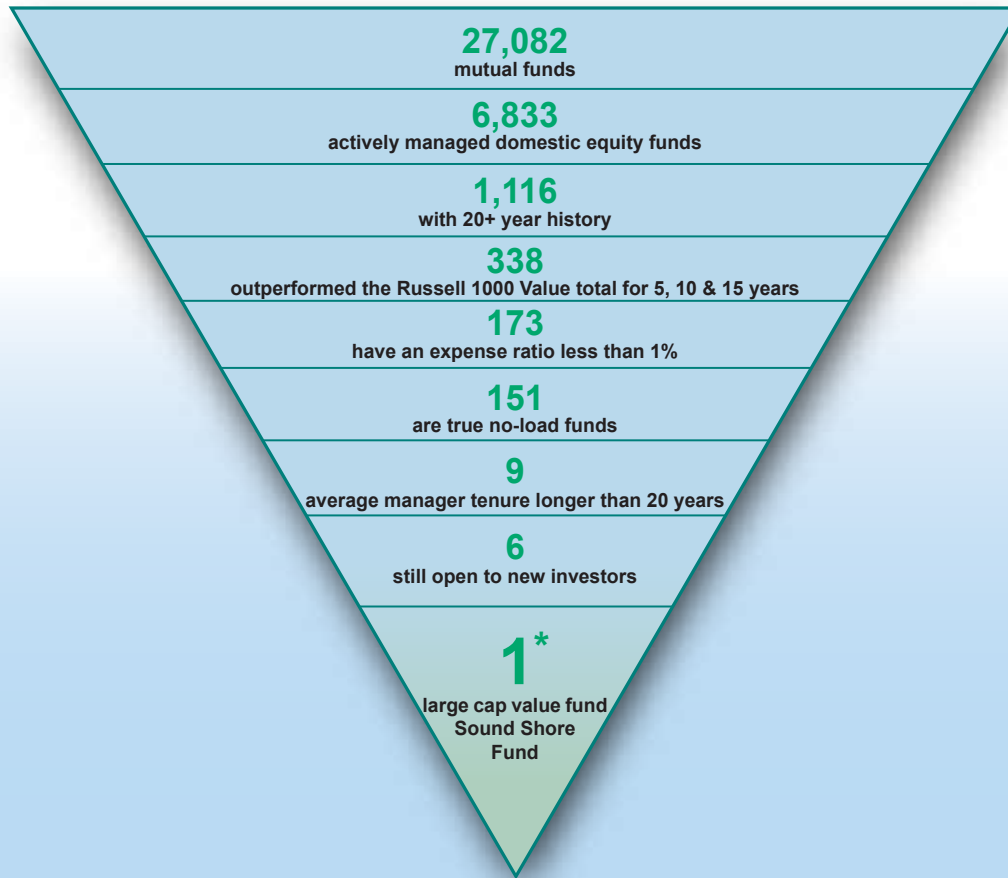 27,082
mutual funds
6,833
actively managed domestic equity funds
1,116
with 20+ year history
338
outperformed the Russell 1000 Value total for 5, 10 & 15 years
173
have an expense ratio less than 1%
151
are true no-load funds
9
average manager tenure longer than 20 years
6
still open to new investors
1*
large cap value fund
Sound Shore
Fund